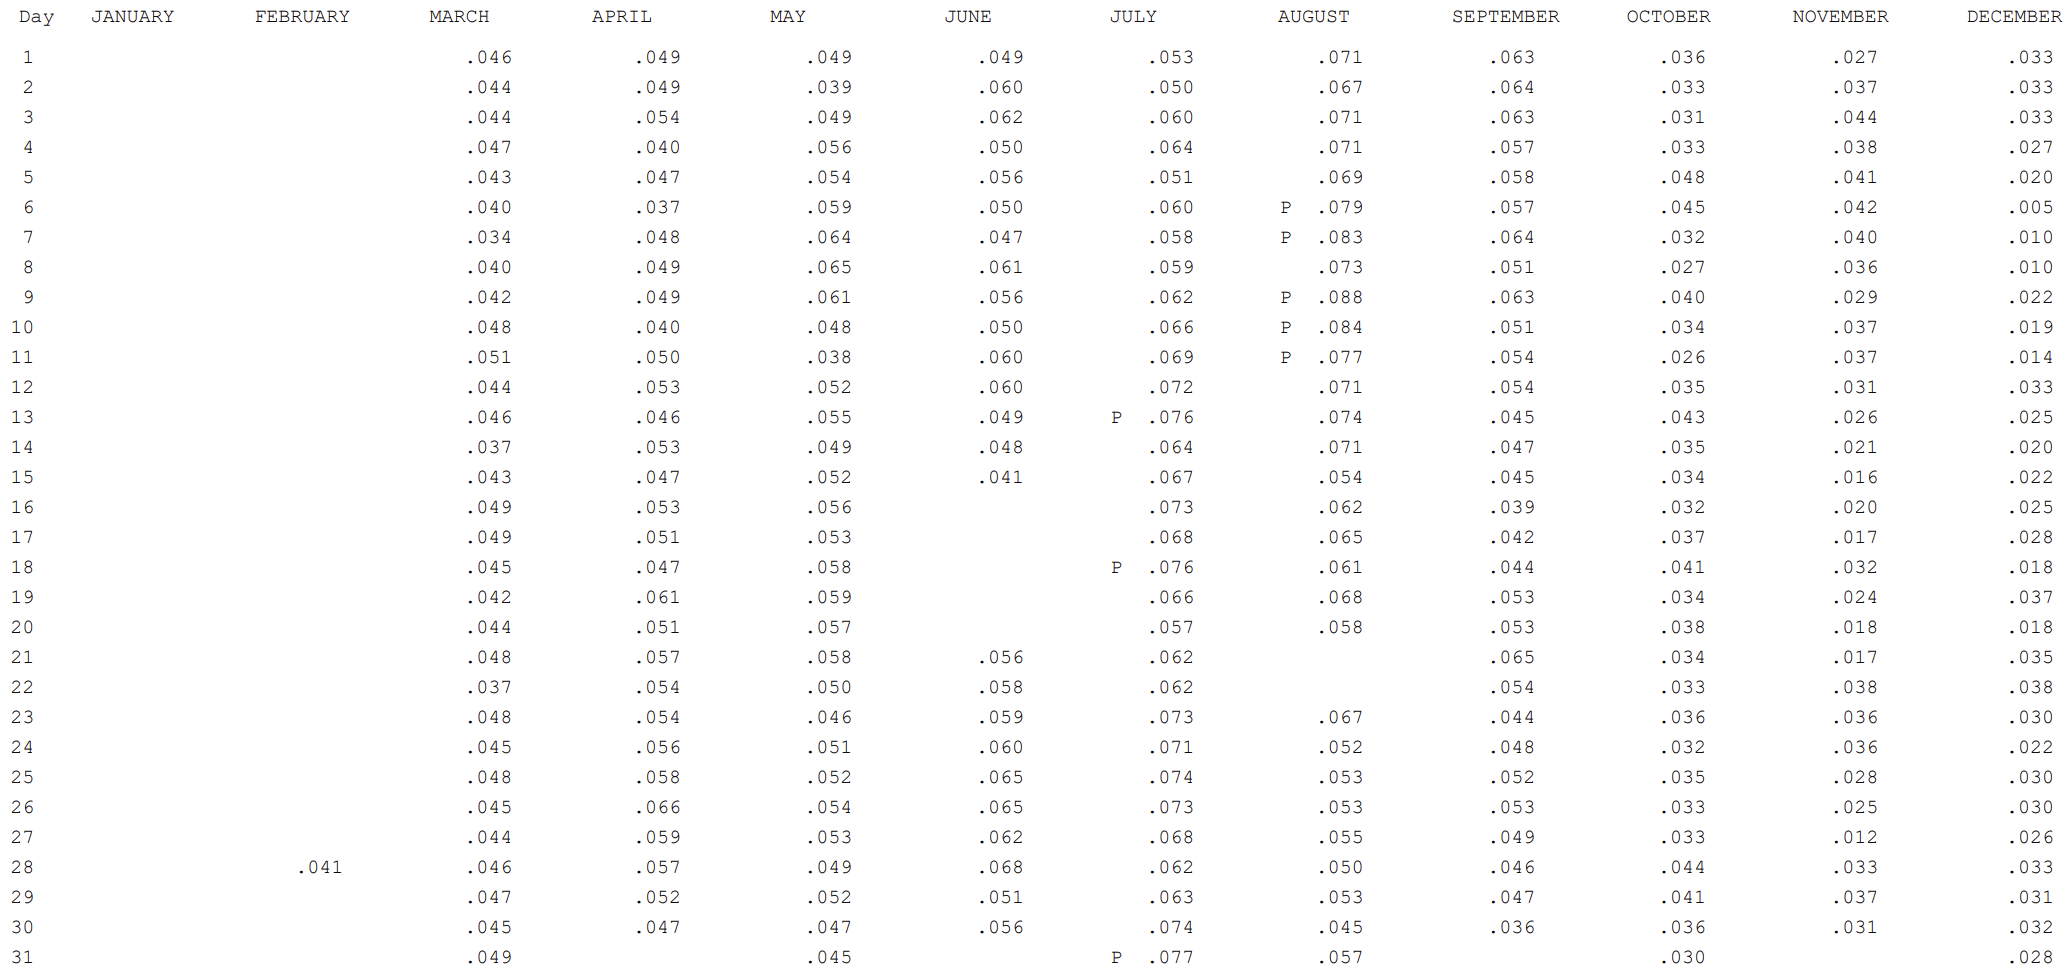 Day JANUARY FEBRUARY MARCH APRIL MAY JUNE JULY AUGUST SEPTEMBER OCTOBER NOVEMBER DECEMBER
1 .046 .049 .049 .049 .053 .071 .063 .036 .027 .033
2 .044 .049 .039 .060 .050 .067 .064 .033 .037 .033
3 .044 .054 .049 .062 .060 .071 .063 .031 .044 .033
4 .047 .040 .056 .050 .064 .071 .057 .033 .038 .027
5 .043 .047 .054 .056 .051 .069 .058 .048 .041 .020
6 .040 .037 .059 .050 .060 P .079 .057 .045 .042 .005
7 .034 .048 .064 .047 .058 P .083 .064 .032 .040 .010
8 .040 .049 .065 .061 .059 .073 .051 .027 .036 .010
9 .042 .049 .061 .056 .062 P .088 .063 .040 .029 .022
10 .048 .040 .048 .050 .066 P .084 .051 .034 .037 .019
11 .051 .050 .038 .060 .069 P .077 .054 .026 .037 .014
12 .044 .053 .052 .060 .072 .071 .054 .035 .031 .033
13 .046 .046 .055 .049 P .076 .074 .045 .043 .026 .025
14 .037 .053 .049 .048 .064 .071 .047 .035 .021 .020
15 .043 .047 .052 .041 .067 .054 .045 .034 .016 .022
16 .049 .053 .056 .073 .062 .039 .032 .020 .025
17 .049 .051 .053 .068 .065 .042 .037 .017 .028
18 .045 .047 .058 P .076 .061 .044 .041 .032 .018
19 .042 .061 .059 .066 .068 .053 .034 .024 .037
20 .044 .051 .057 .057 .058 .053 .038 .018 .018
21 .048 .057 .058 .056 .062 .065 .034 .017 .035
22 .037 .054 .050 .058 .062 .054 .033 .038 .038
23 .048 .054 .046 .059 .073 .067 .044 .036 .036 .030
24 .045 .056 .051 .060 .071 .052 .048 .032 .036 .022
25 .048 .058 .052 .065 .074 .053 .052 .035 .028 .030
26 .045 .066 .054 .065 .073 .053 .053 .033 .025 .030
27 .044 .059 .053 .062 .068 .055 .049 .033 .012 .026
28 .041 .046 .057 .049 .068 .062 .050 .046 .044 .033 .033
29 .047 .052 .052 .051 .063 .053 .047 .041 .037 .031
30 .045 .047 .047 .056 .074 .045 .036 .036 .031 .032
31 .049 .045 P .077 .057 .030 .028